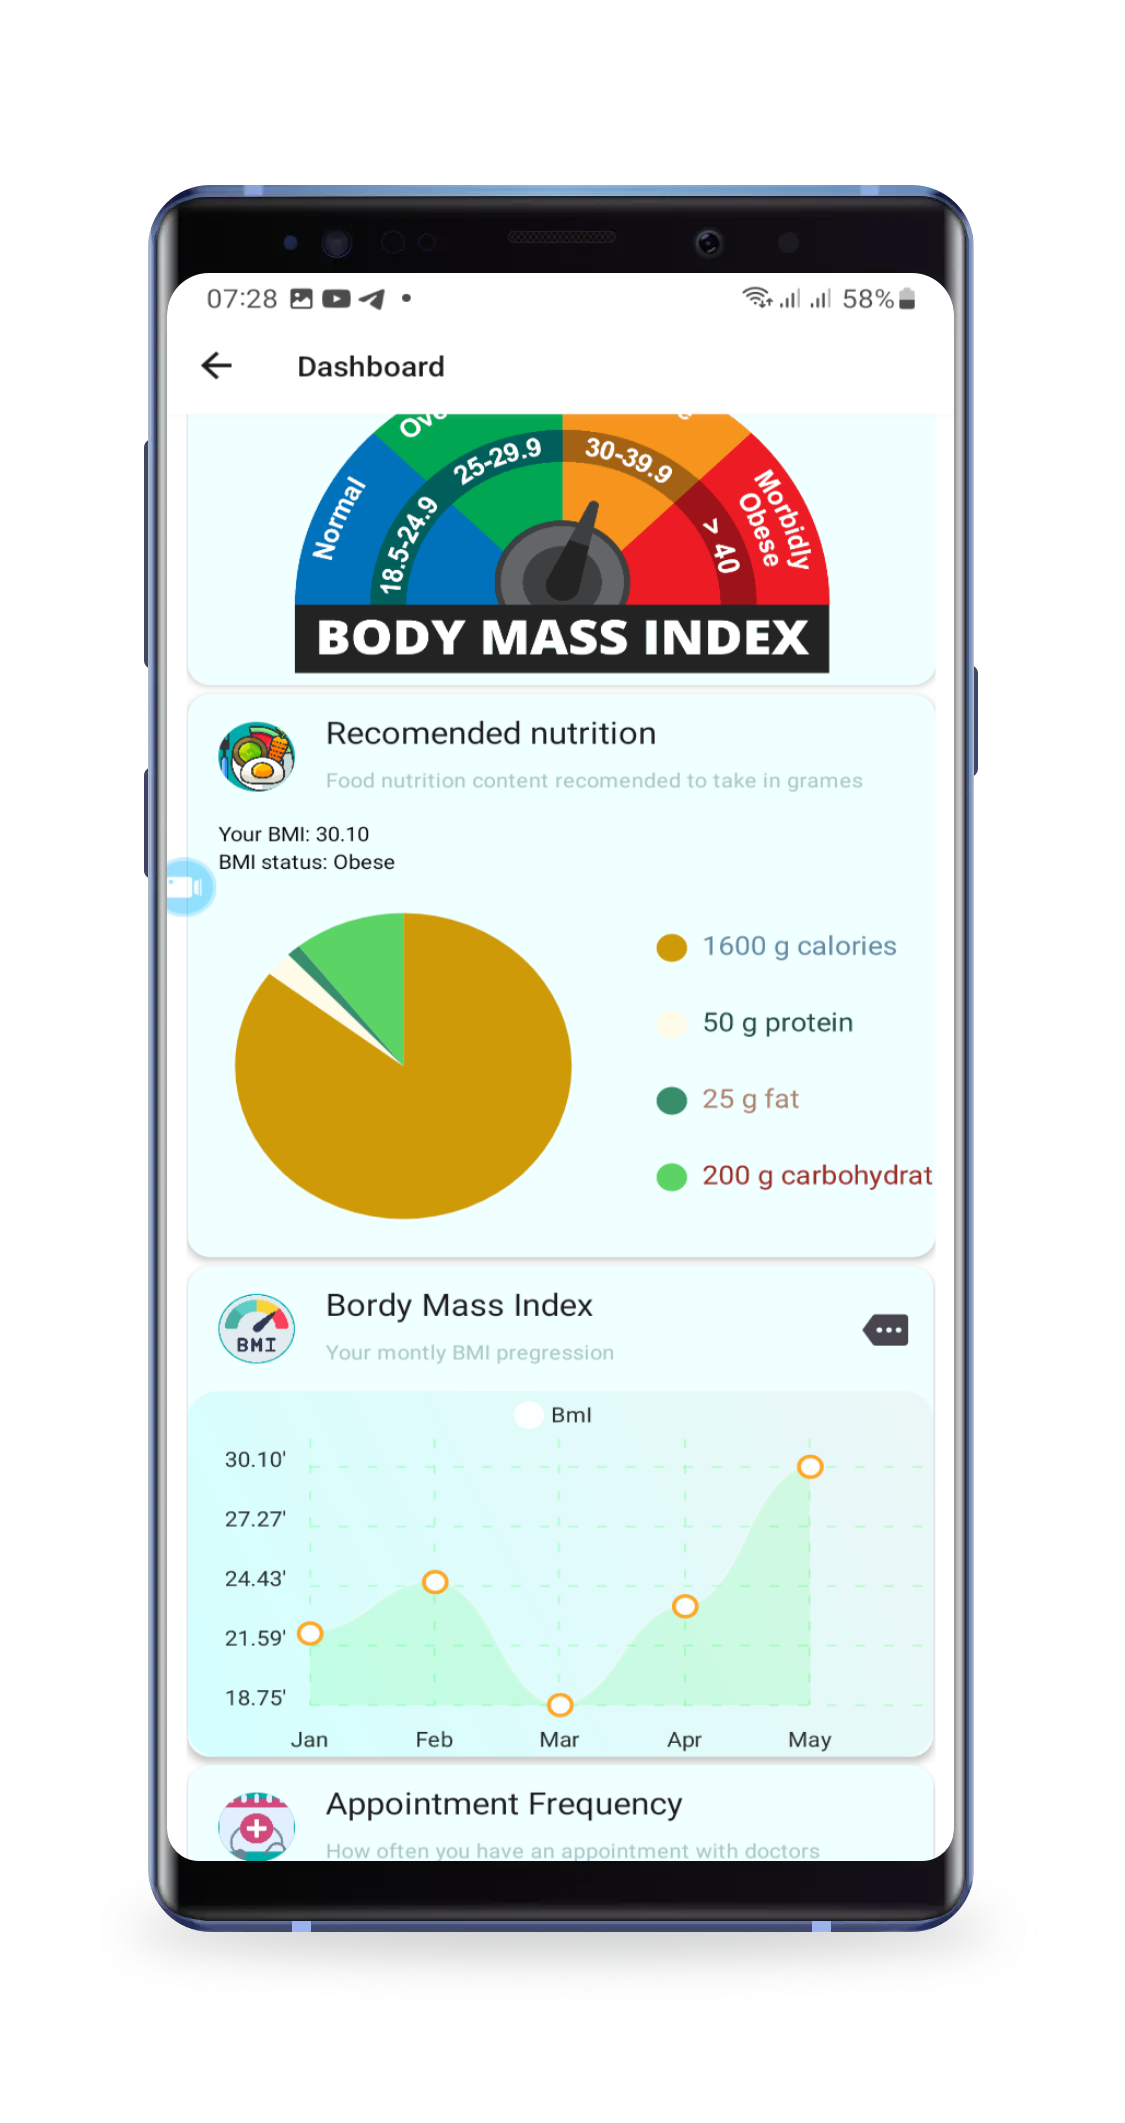 07:28
58%
Dashboard
Normal
18.5-24.9
25-29.9
30-39.9
> 40
Morbidly
Obese
BODY MASS INDEX
Recomended nutrition
Food nutrition content recomended to take in grames
Your BMI: 30.10
BMI status: Obese
1600 g calories
50 g protein
25 g fat
200 g carbohydrat
Bordy Mass Index
BMI
Your montly BMI pregression
BmI
30.10'
27.27'
24.43'
21.59'
18.75'
Jan Feb Mar Apr May
Appointment Frequency
How often you have an appointment with doctors